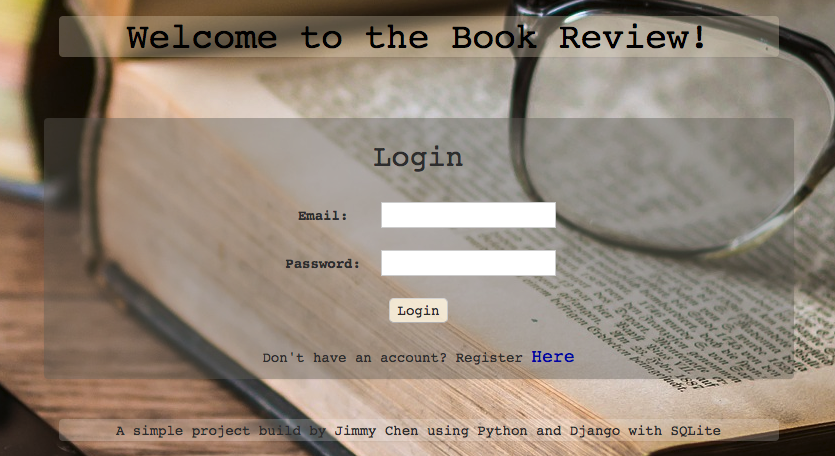 Welcome to the Book Review!
Login
Email:
Password:
Login
Don't have an account? Register Here
A simple project build by Jimmy Chen using Python and Django with SQLite